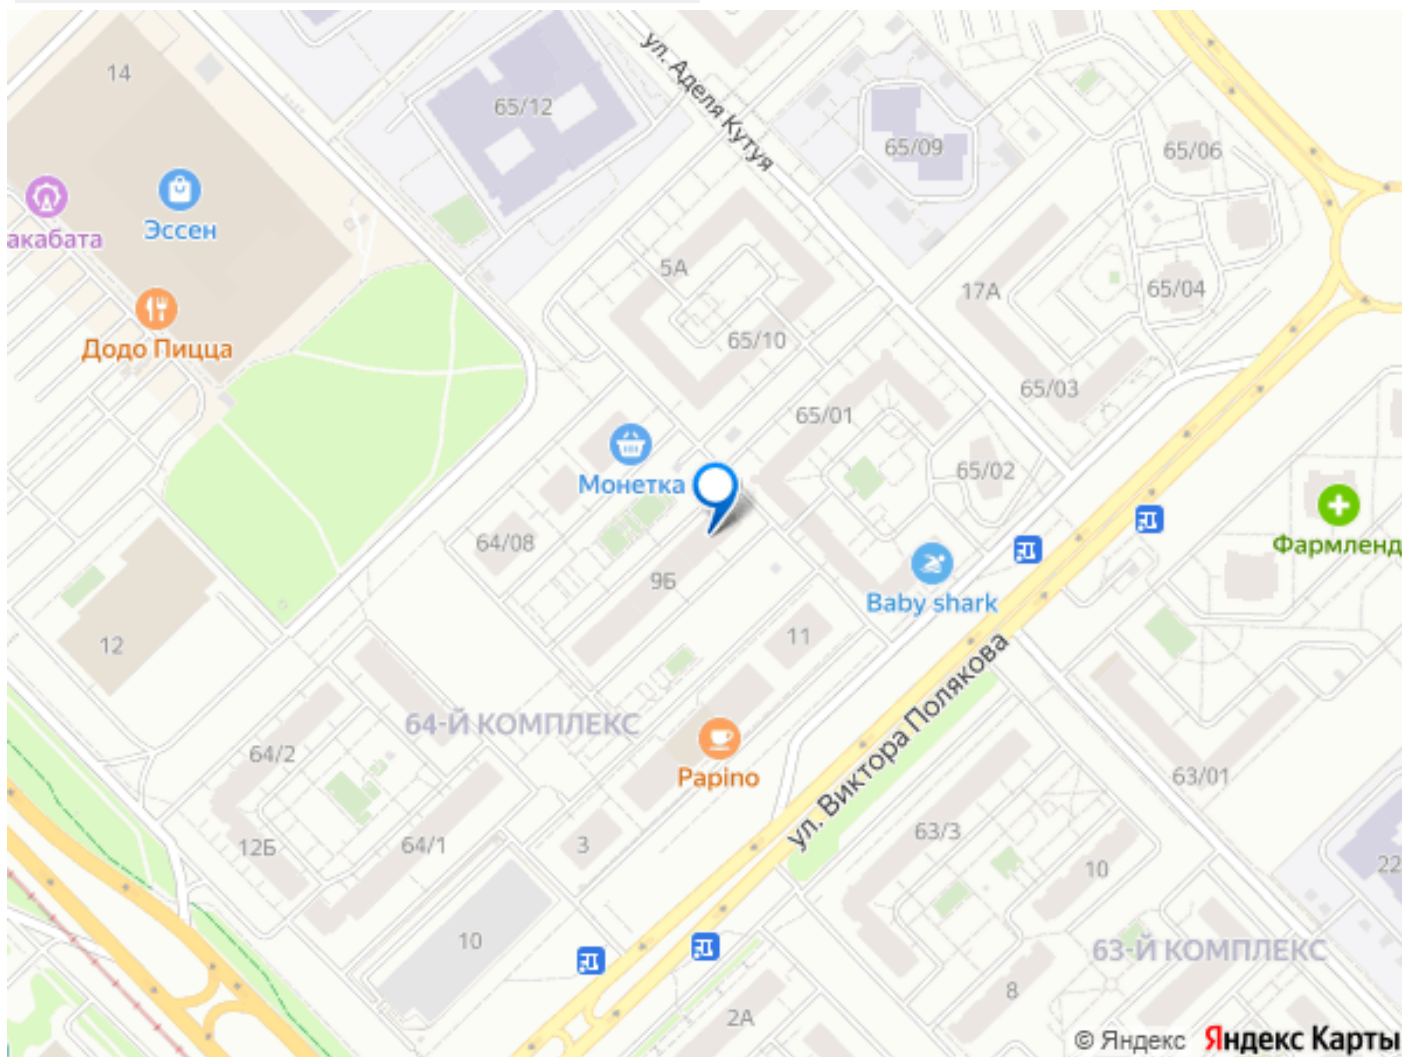 14
65/12
ул. Аделя Кутуя
65/09
65/06
Эссен
акабата
5А
17А
65/04
Додо Пицца
65/10
65/03
65/01
65/02
Монетка
64/08
Фармленд
9Б
Baby shark
12
11
64-Й КОМПЛЕКС
ул. Виктора Полякова
64/2
Papino
63/01
12Б
64/1
3
63/3
10
22
10
63-Й КОМПЛЕКС
8
2А
© Яндекс Яндекс Карты